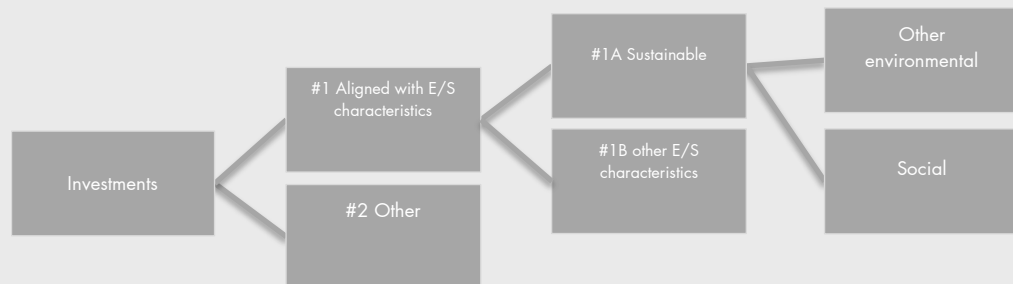 Investments
#1 Aligned with E/S
characteristics
#2 Other
#1A Sustainable
#1B other E/S
characteristics
Other
environmental
Social